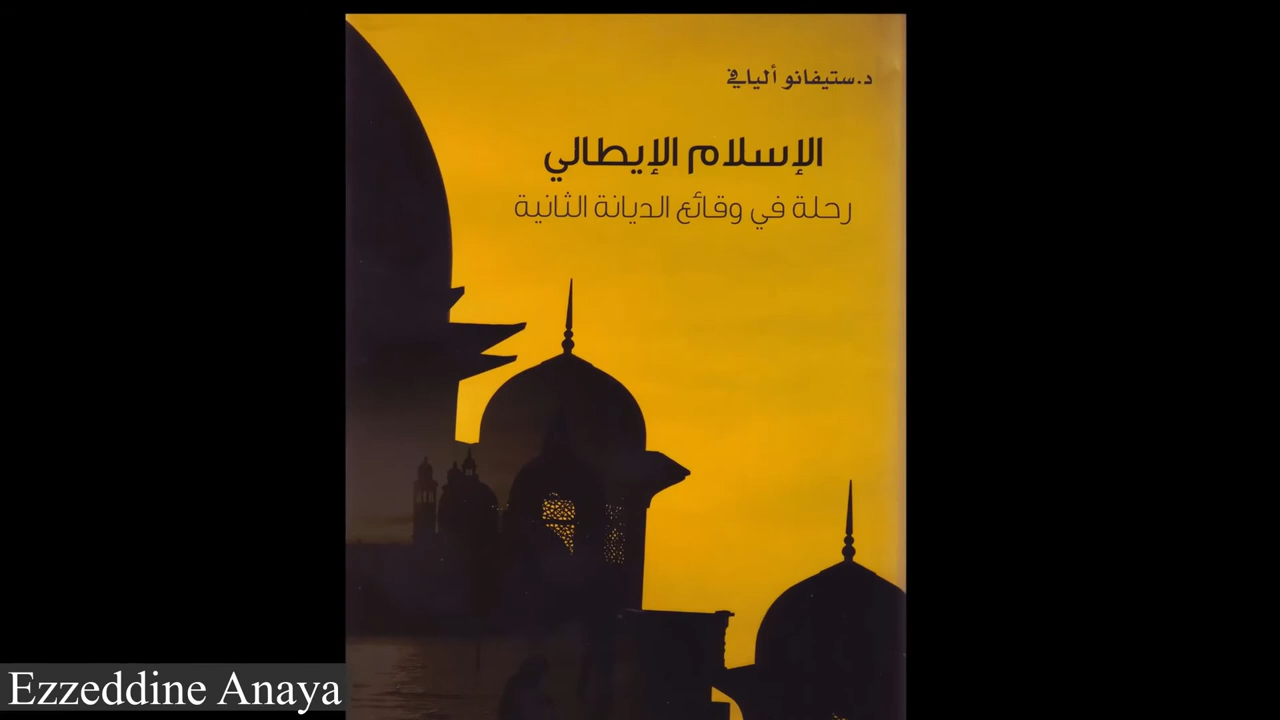 د.ستيفانو أليافي
الإسلام الإيطالي
رحلة في وقائع الديانة الثانية
Ezzeddine Anaya